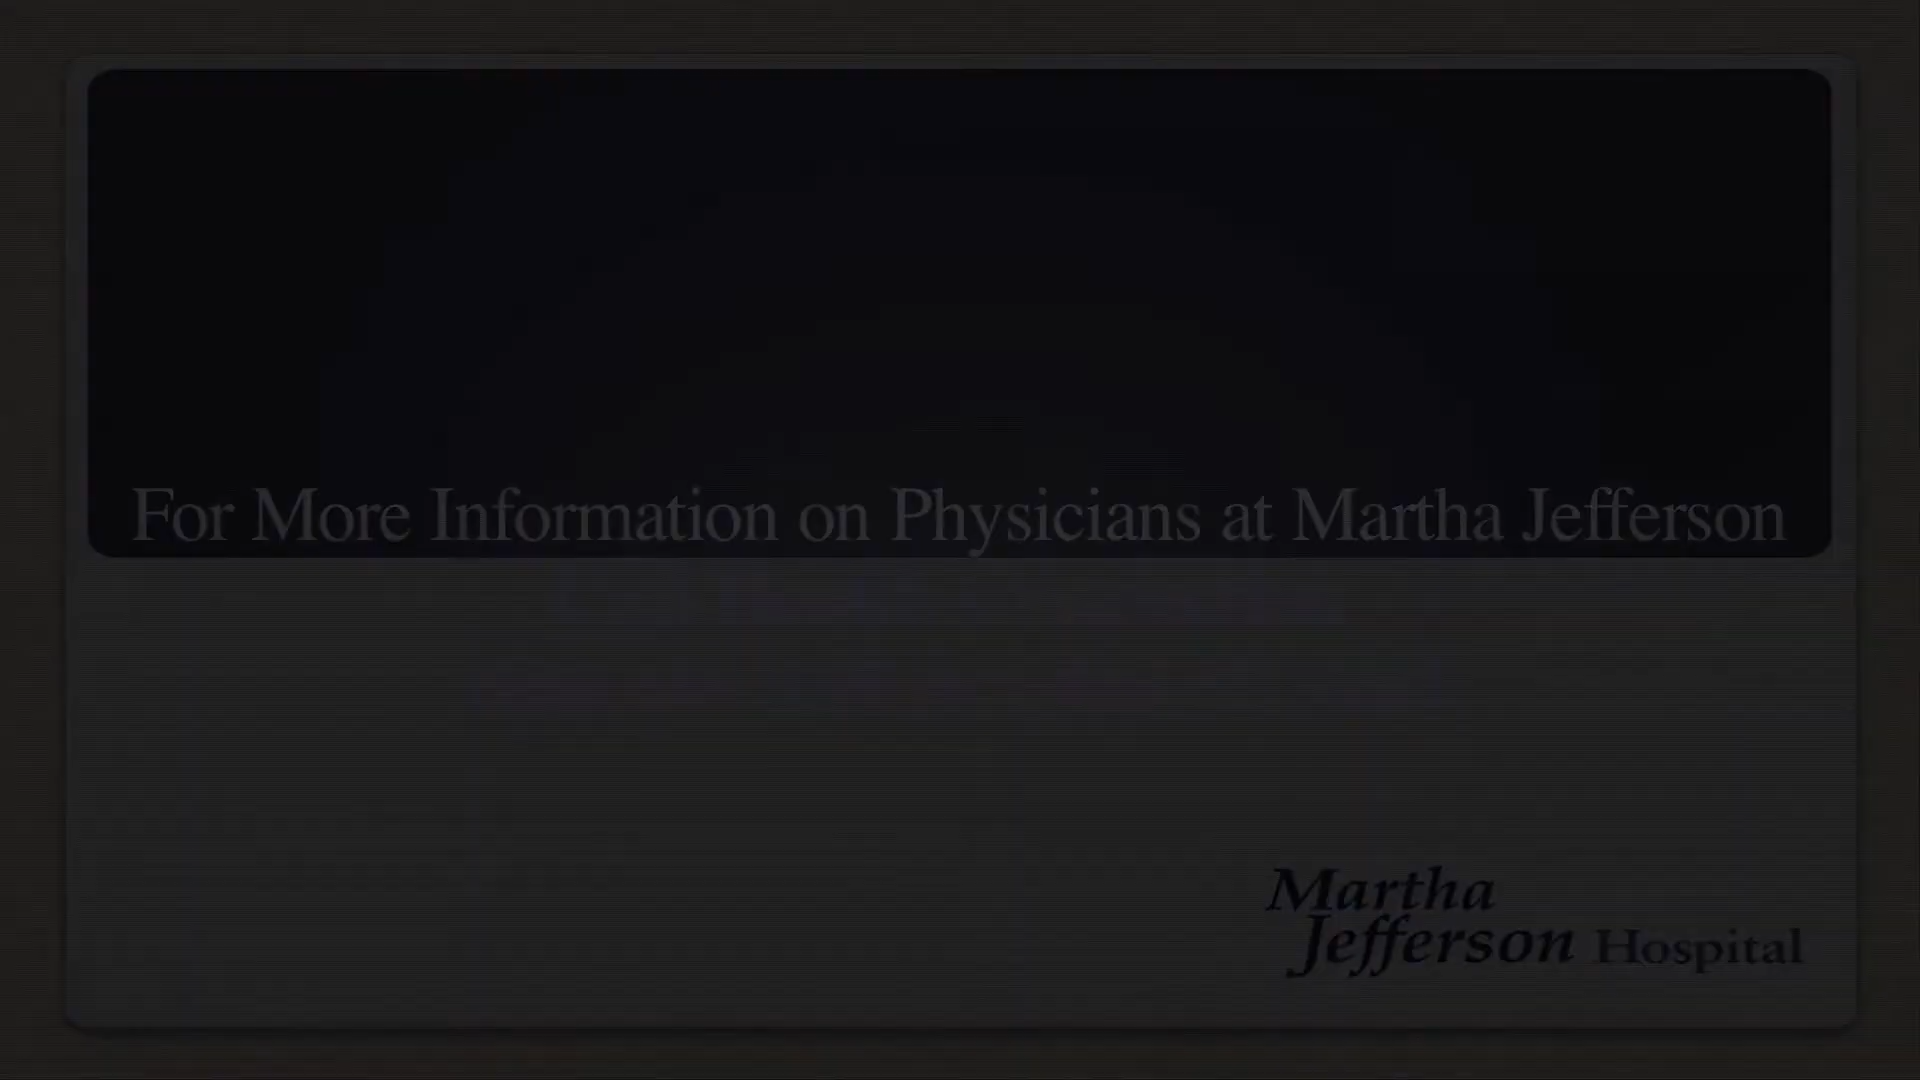 For More Information on Physicians at Martha Jefferson
Martha
Jefferson Hospital